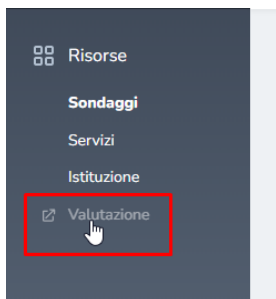 Risorse
Sondaggi
Servizi
Istituzione
Valutazione